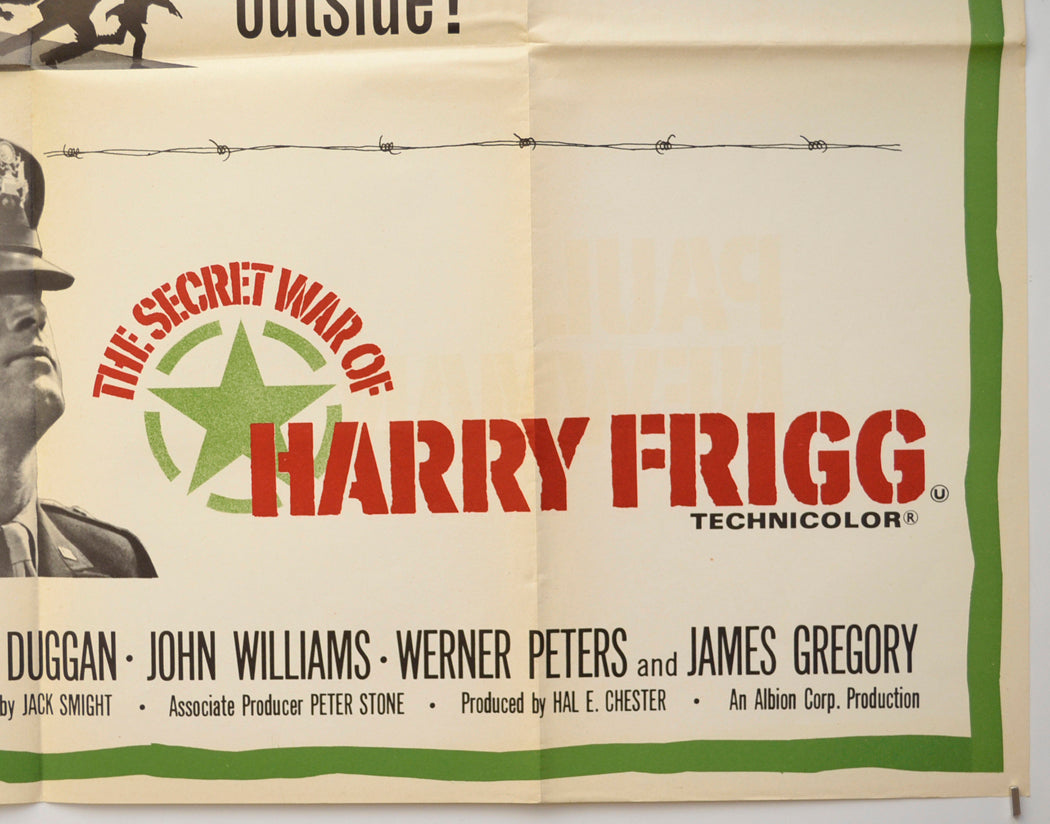 outside!
THE SECRET WAR OF
HARRY FRIGG
U
TECHNICOLOR®
DUGGAN · JOHN WILLIAMS · WERNER PETERS and JAMES GREGORY
by JACK SMIGHT · Associate Producer PETER STONE · Produced by HAL E. CHESTER · An Albion Corp. Production